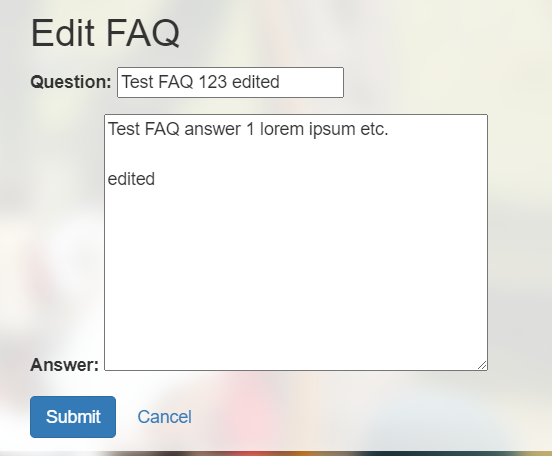 Edit FAQ
Question: Test FAQ 123 edited
Test FAQ answer 1 lorem ipsum etc.
edited
Answer:
Submit Cancel